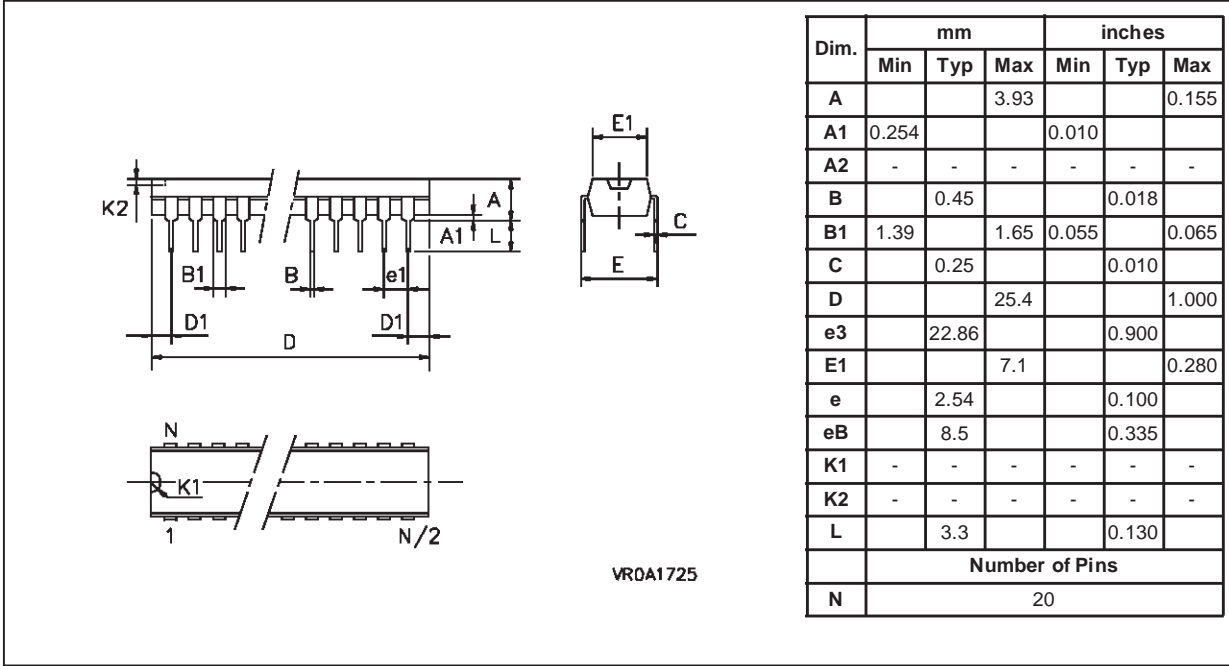 E1
K2
A
A1
L
C
B1
B
e1
E
D1
D1
D
N
K1
1
N/2
VR0A1725
Dim. mm inches
Min Typ Max Min Typ Max
A 3.93 0.155
A1 0.254 0.010
A2 - - - - - -
B 0.45 0.018
B1 1.39 1.65 0.055 0.065
C 0.25 0.010
D 25.4 1.000
e3 22.86 0.900
E1 7.1 0.280
e 2.54 0.100
eB 8.5 0.335
K1 - - - - - -
K2 - - - - - -
L 3.3 0.130
Number of Pins
N 20